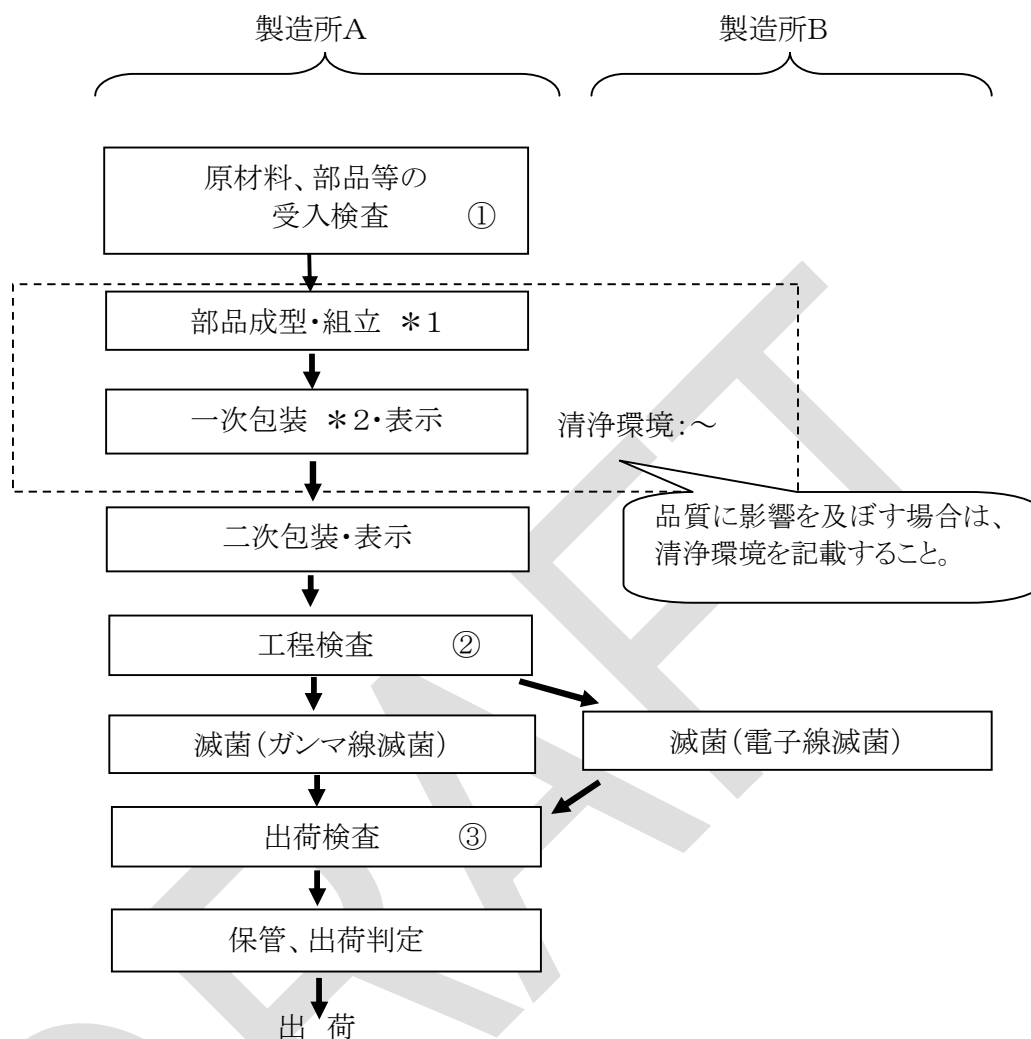 製造所A
製造所B
原材料、部品等の
受入検査 ①
部品成型・組立 *1
一次包装 *2・表示
清浄環境:~
品質に影響を及ぼす場合は、
清浄環境を記載すること。
二次包装・表示
工程検査 ②
滅菌(ガンマ線滅菌)
滅菌(電子線滅菌)
出荷検査 ③
保管、出荷判定
出 荷
DRAFT